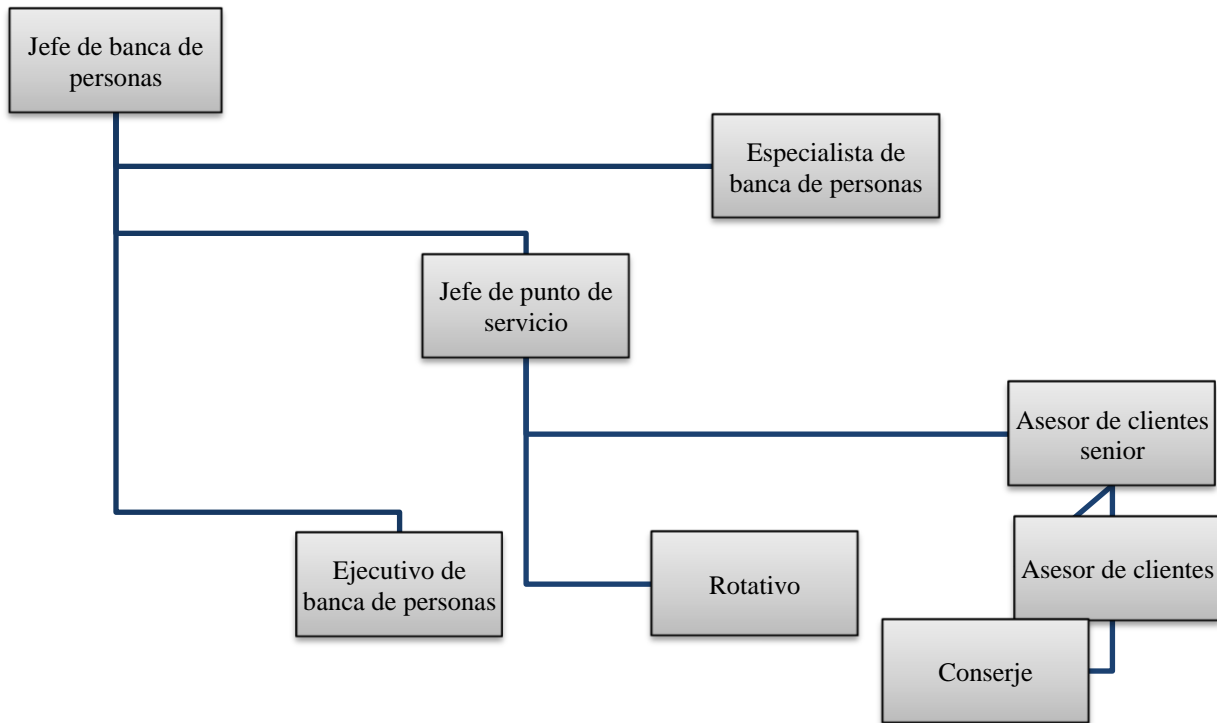 Jefe de banca de
personas
Especialista de
banca de personas
Jefe de punto de
servicio
Asesor de clientes
senior
Ejecutivo de
banca de personas
Rotativo
Asesor de clientes
Conserje